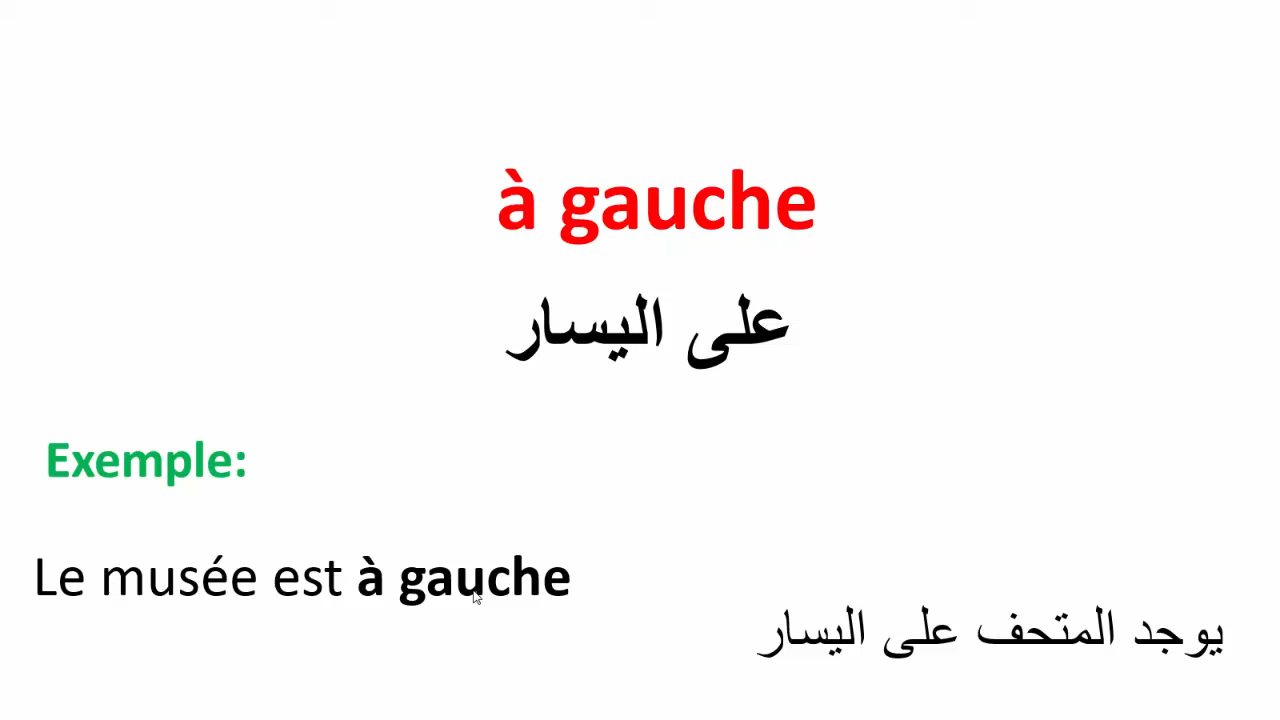 à gauche
على اليسار
Exemple:
Le musée est à gauche
يوجد المتحف على اليسار